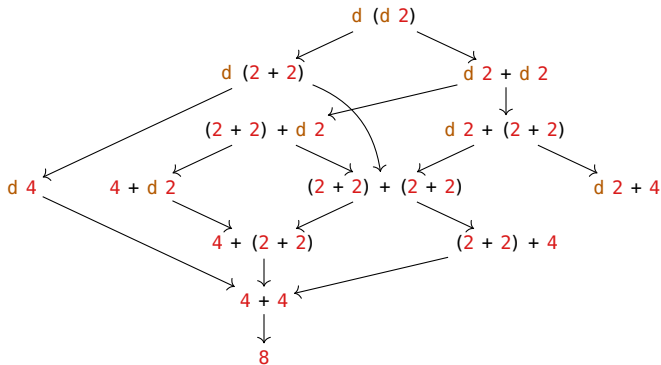 d (d 2)
d (2 + 2)
d 2 + d 2
(2 + 2) + d 2
d 2 + (2 + 2)
d 4
4 + d 2
(2 + 2) + (2 + 2)
d 2 + 4
4 + (2 + 2)
(2 + 2) + 4
4 + 4
8